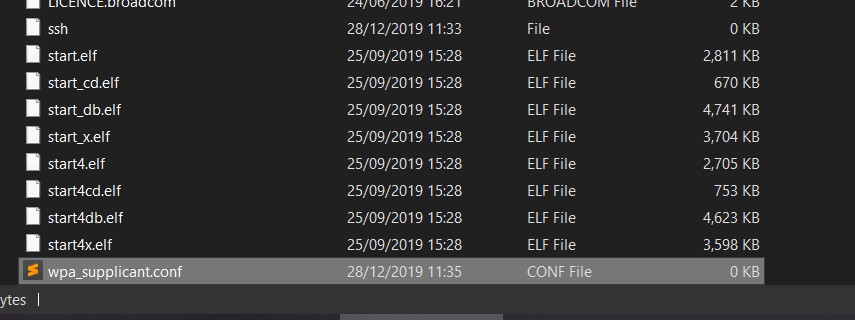 LICENCE.broadcom 24/06/2019 16:21 BROADCOM File 2 KB
ssh 28/12/2019 11:33 File 0 KB
start.elf 25/09/2019 15:28 ELF File 2,811 KB
start_cd.elf 25/09/2019 15:28 ELF File 670 KB
start_db.elf 25/09/2019 15:28 ELF File 4,741 KB
start_x.elf 25/09/2019 15:28 ELF File 3,704 KB
start4.elf 25/09/2019 15:28 ELF File 2,705 KB
start4cd.elf 25/09/2019 15:28 ELF File 753 KB
start4db.elf 25/09/2019 15:28 ELF File 4,623 KB
start4x.elf 25/09/2019 15:28 ELF File 3,598 KB
wpa_supplicant.conf 28/12/2019 11:35 CONF File 0 KB
ytes